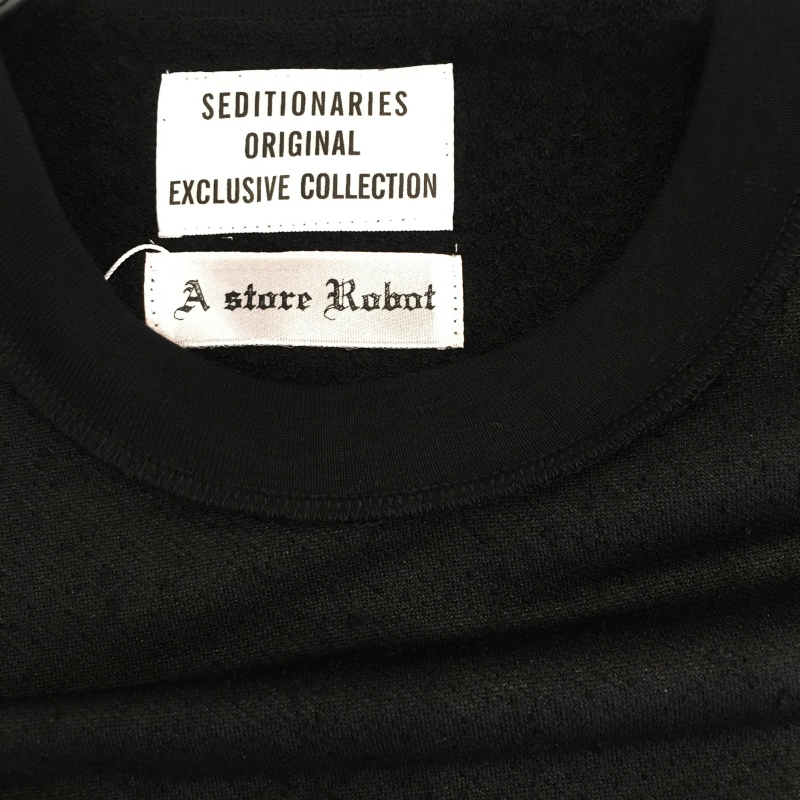 SEDITIONARIES
ORIGINAL
EXCLUSIVE COLLECTION
A store Robot